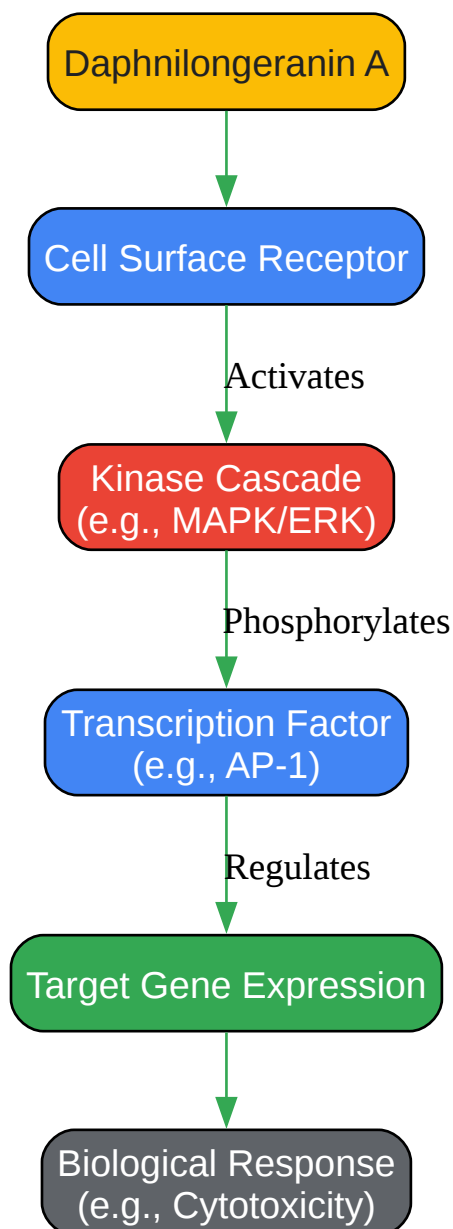 Daphnilongeranin A
Cell Surface Receptor
Activates
Kinase Cascade
(e.g., MAPK/ERK)
Phosphorylates
Transcription Factor
(e.g., AP-1)
Regulates
Target Gene Expression
Biological Response
(e.g., Cytotoxicity)